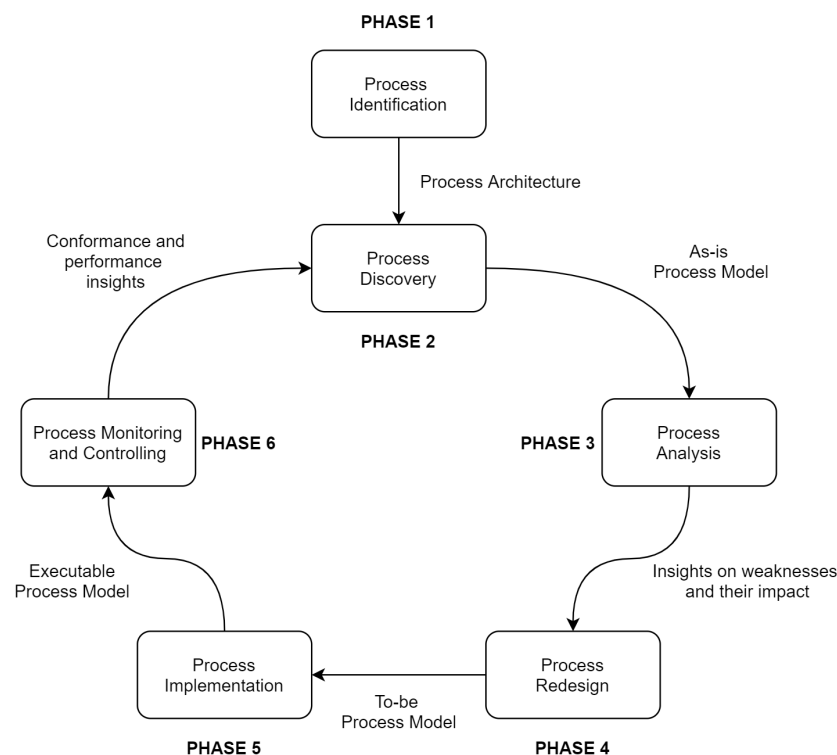 PHASE 1
Process
Identification
Process Architecture
Process
Discovery
PHASE 2
As-is
Process Model
Process
Analysis
PHASE 3
Insights on weaknesses
and their impact
Process
Redesign
PHASE 4
To-be
Process Model
Process
Implementation
PHASE 5
Executable
Process Model
Process Monitoring
and Controlling
PHASE 6
Conformance and
performance
insights